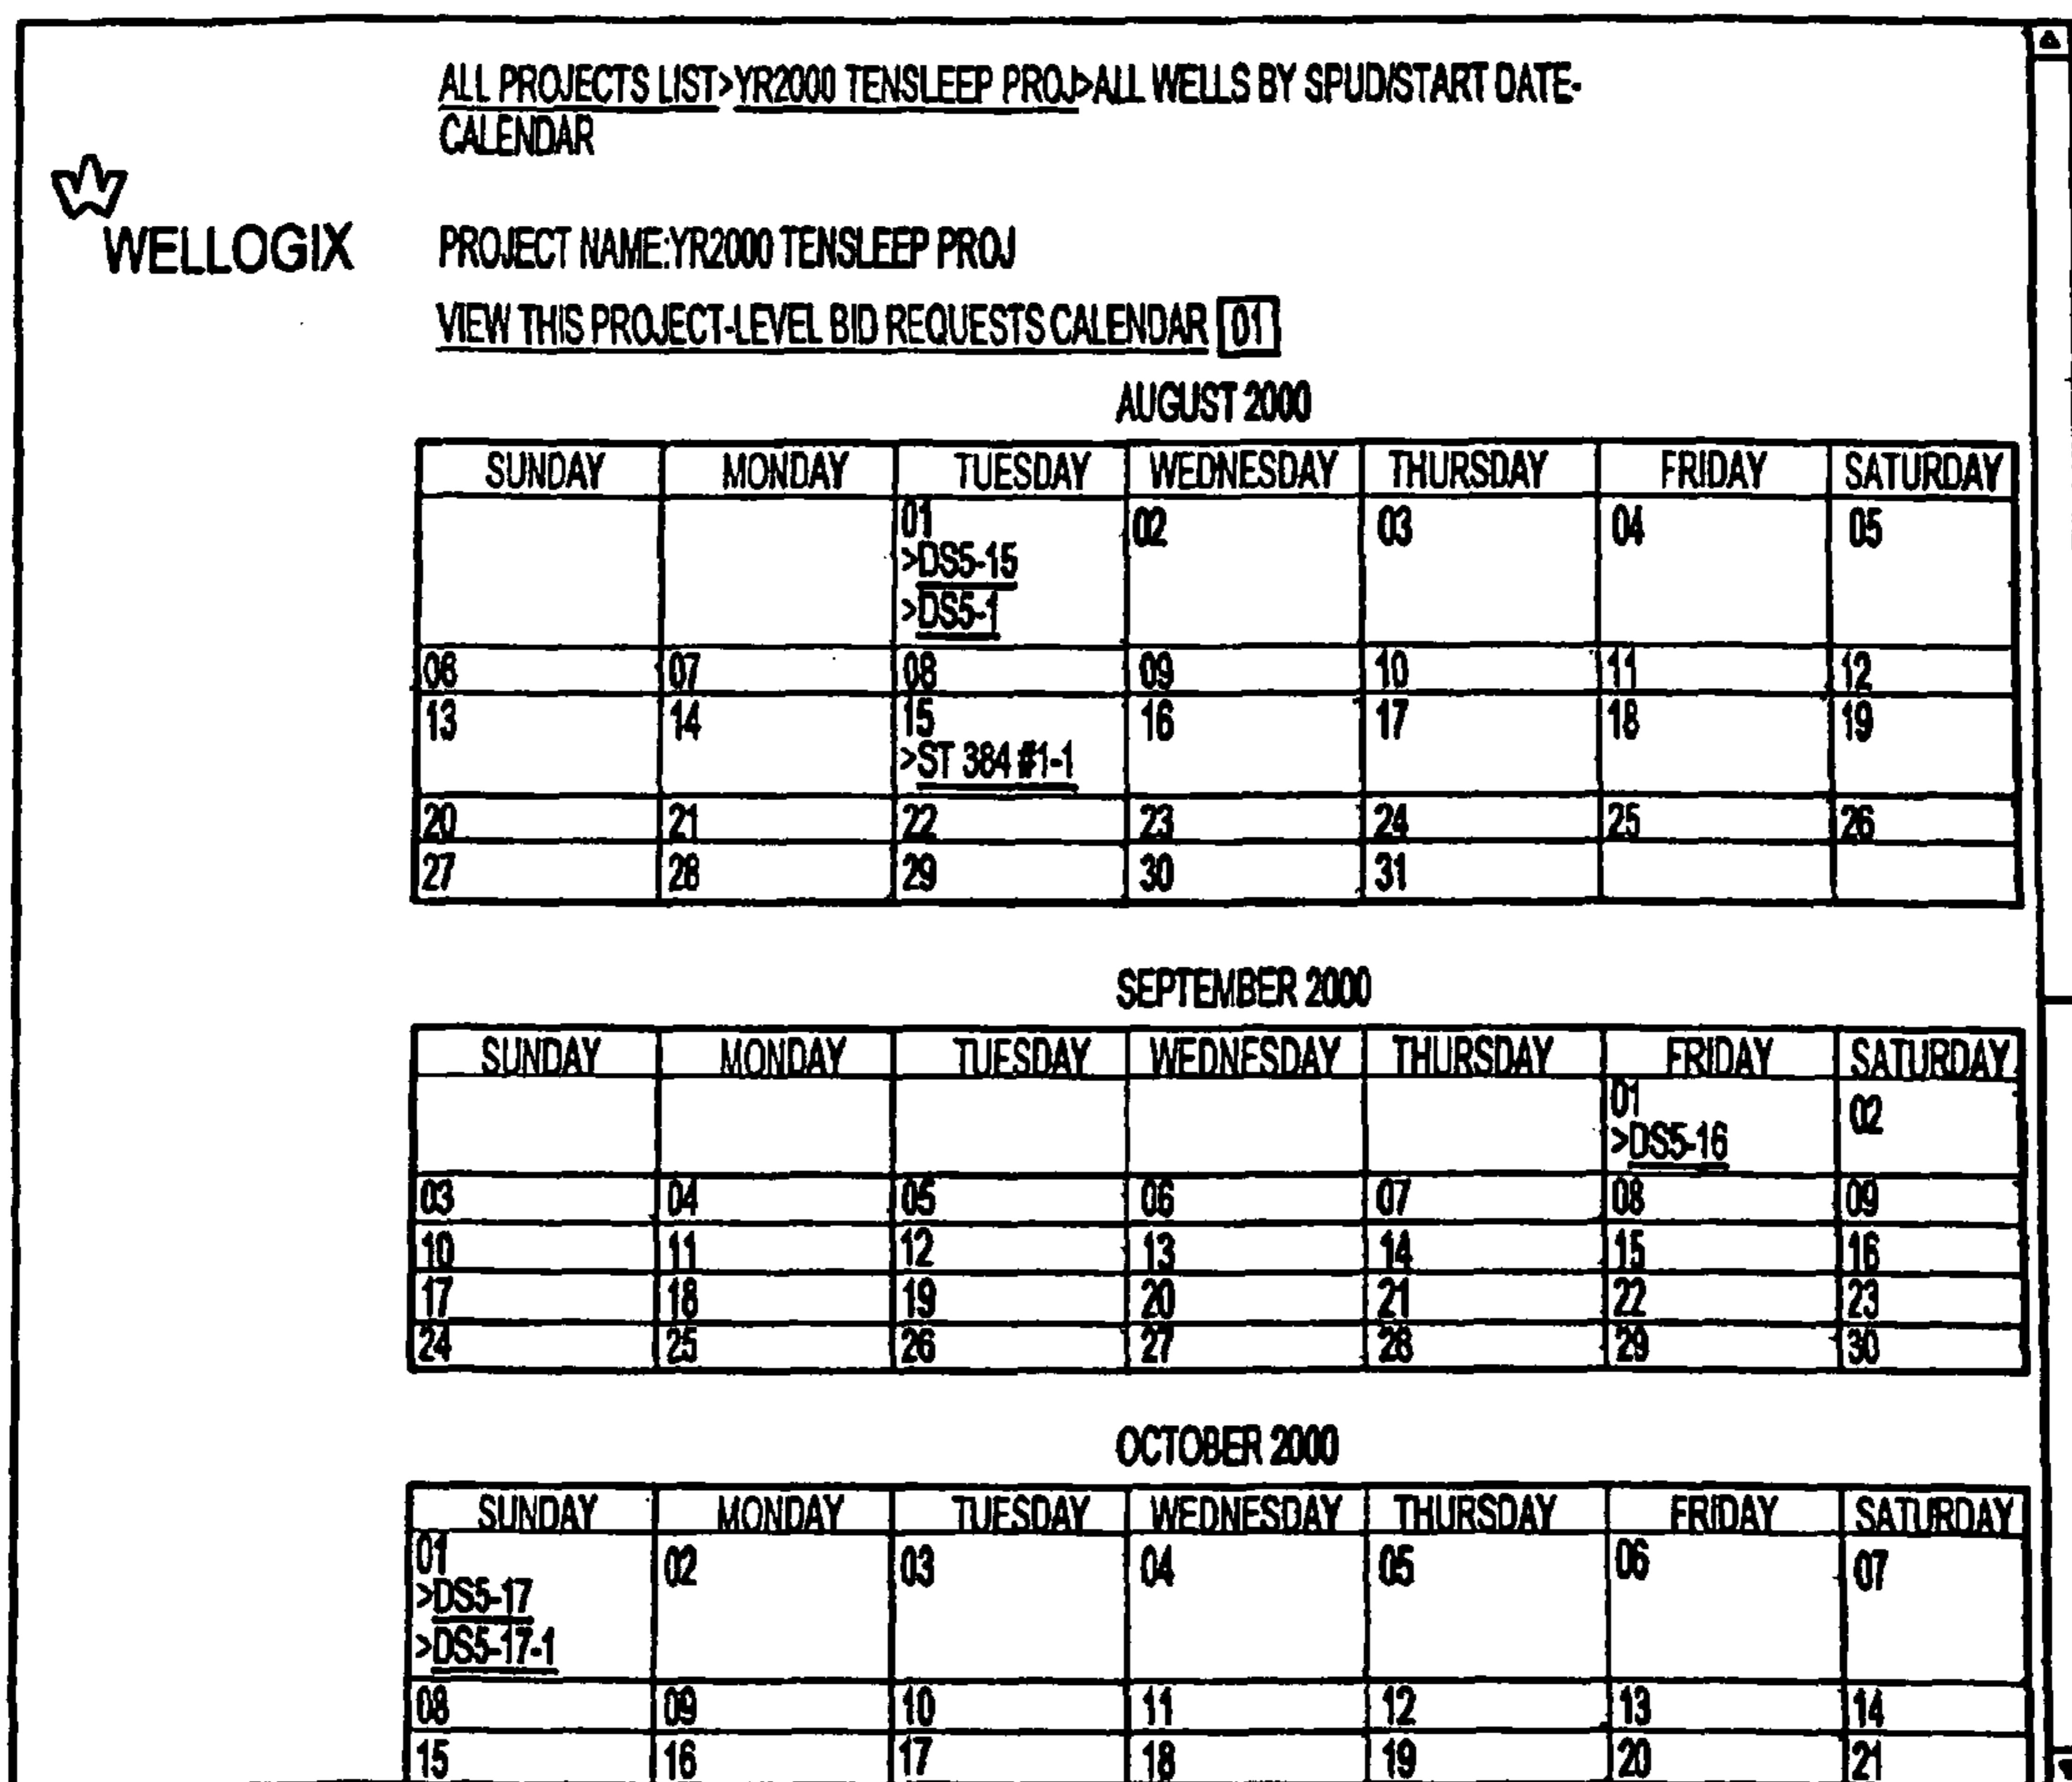 ALL PROJECTS LIST>YR2000 TENSLEEP PROJ>ALL WELLS BY SPUD/START DATE-
CALENDAR
WELLOGIX
PROJECT NAME:YR2000 TENSLEEP PROJ
VIEW THIS PROJECT-LEVEL BID REQUESTS CALENDAR 01
AUGUST 2000
SUNDAY MONDAY TUESDAY WEDNESDAY THURSDAY FRIDAY SATURDAY
01 02 03 04 05
>DS5-15
>DS5-1
06 07 08 09 10 11 12
13 14 15 16 17 18 19
>ST 384 #1-1
20 21 22 23 24 25 26
27 28 29 30 31
SEPTEMBER 2000
SUNDAY MONDAY TUESDAY WEDNESDAY THURSDAY FRIDAY SATURDAY
01 02
>DS5-16
03 04 05 06 07 08 09
10 11 12 13 14 15 16
17 18 19 20 21 22 23
24 25 26 27 28 29 30
OCTOBER 2000
SUNDAY MONDAY TUESDAY WEDNESDAY THURSDAY FRIDAY SATURDAY
01 02 03 04 05 06 07
>DS5-17
>DS5-17-1
08 09 10 11 12 13 14
15 16 17 18 19 20 21